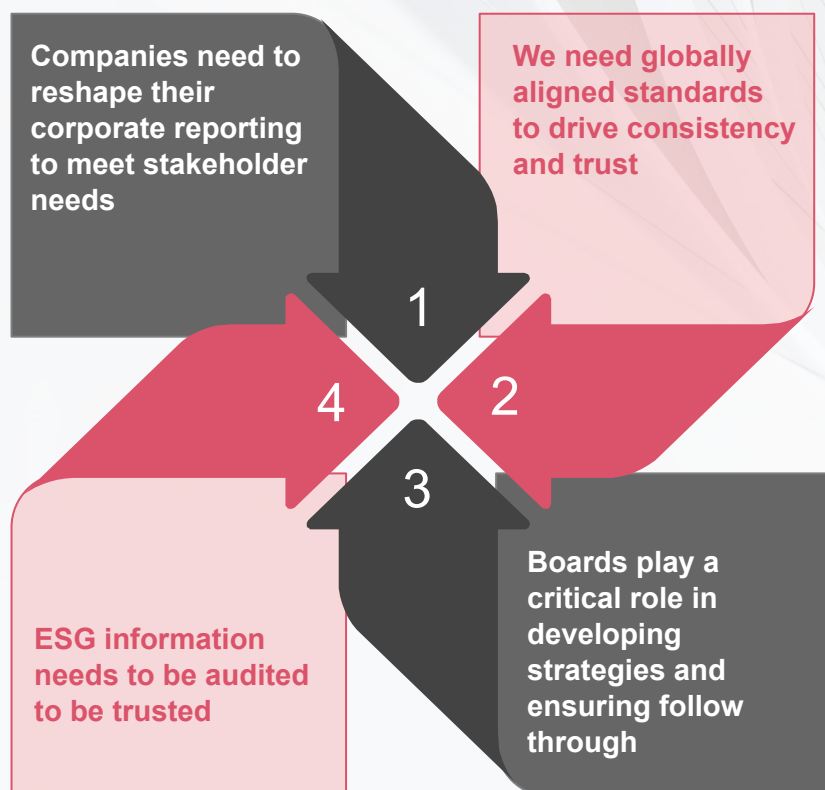 Companies need to
reshape their
corporate reporting
to meet stakeholder
needs
1
We need globally
aligned standards
to drive consistency
and trust
2
3
Boards play a
critical role in
developing
strategies and
ensuring follow
through
4
ESG information
needs to be audited
to be trusted